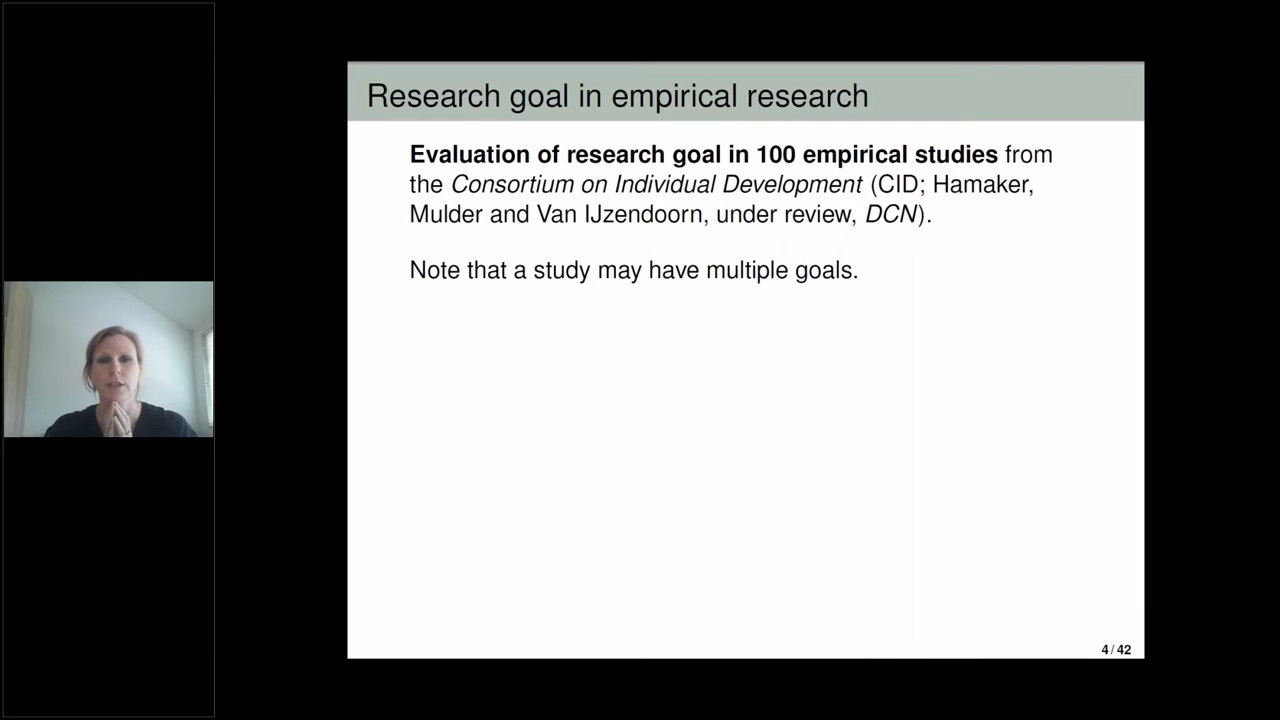 Research goal in empirical research
Evaluation of research goal in 100 empirical studies from
the Consortium on Individual Development (CID; Hamaker,
Mulder and Van IJzendoorn, under review, DCN).
Note that a study may have multiple goals.
4 / 42